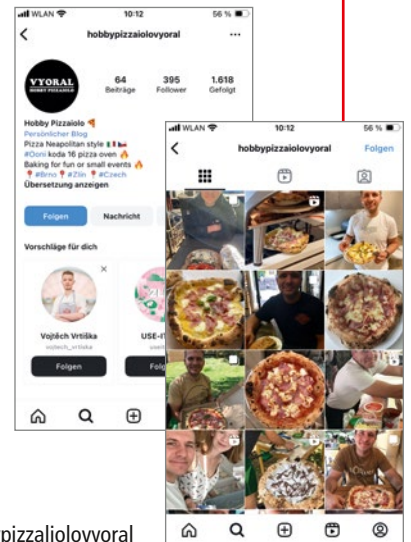 WLAN 10:12 56 %
hobbypizzaiolovyoral
VYORAL
HOBBY PIZZAIOLO
64 395 1.618
Beiträge Follower Gefolgt
Hobby Pizzaiolo 🍕
Persönlicher Blog
Pizza Neapolitan style 🇮🇹🇨🇿
#Ooni koda 16 pizza oven 🔥
Baking for fun or small events 🔥
📍#Brno 📍#Zlín 📍#Czech
Übersetzung anzeigen
Folgen Nachricht
Vorschläge für dich
Vojtěch Vrtiška
vojtech_vrtiska
Folgen
USE-IT
Folg
WLAN 10:12 56 %
hobbypizzaiolovyoral Folgen
pizzaljolovyoral